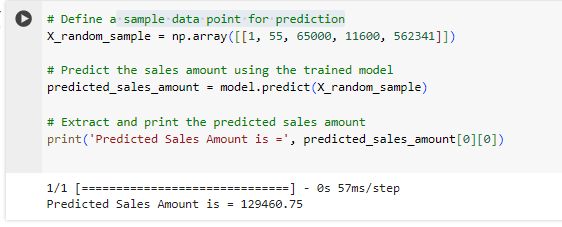 # Define a sample data point for prediction
X_random_sample = np.array([[1, 55, 65000, 11600, 562341]])
# Predict the sales amount using the trained model
predicted_sales_amount = model.predict(X_random_sample)
# Extract and print the predicted sales amount
print('Predicted Sales Amount is =', predicted_sales_amount[0][0])
1/1 [==============================] - 0s 57ms/step
Predicted Sales Amount is = 129460.75